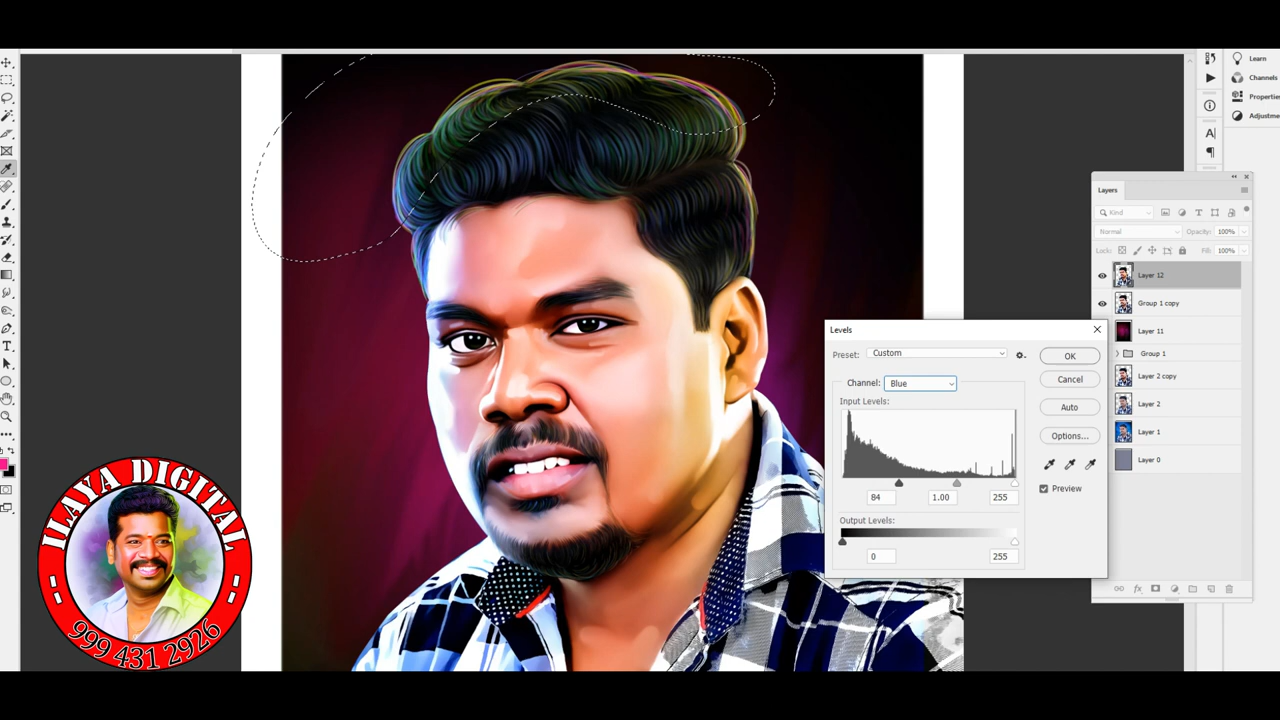 Learn
Channels
Properties
Adjustme
Layers
Kind
Normal
Opacity: 100%
Lock:
Fill: 100%
Layer 12
Group 1 copy
Layer 11
Group 1
Layer 2 copy
Layer 2
Layer 1
Layer 0
Levels
Preset: Custom
OK
Channel: Blue
Cancel
Input Levels:
Auto
Options...
84 1.00 255
Preview
Output Levels:
0 255
ILAYA DIGITAL
999 431 2926